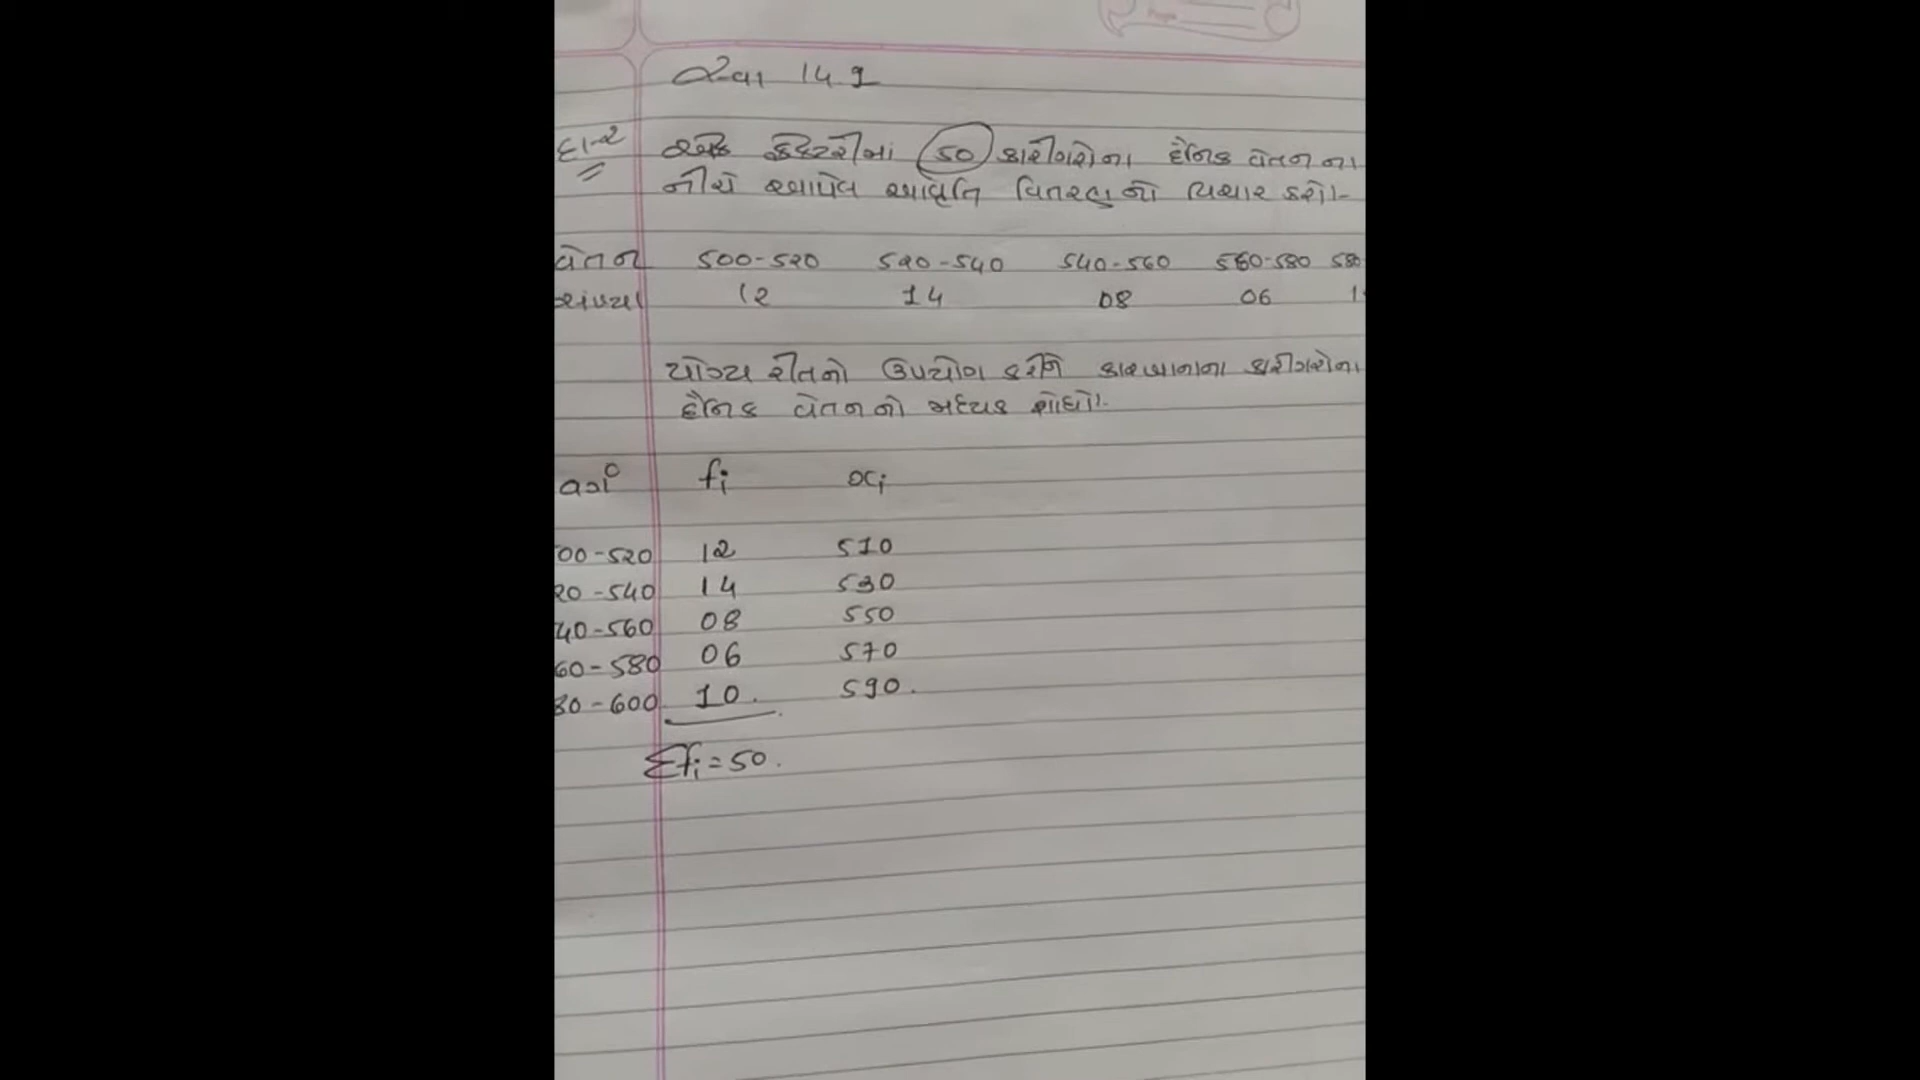 સ્વા 14.1
દા-ર એક ફેક્ટરીનાં 50 કારીગરોના દૈનિક વેતનના
નીચે આપેલ આવૃત્તિ વિતરણનો વિચાર કરો।-
વેતન 500-520 520-540 540-560 560-580 580
સંખ્યા 12 14 08 06 1
યોગ્ય રીતનો ઉપયોગ કરીને કારખાનાના કારીગરોના
દૈનિક વેતનનો મધ્યક શોધો।.
વર્ગ fi xi
00-520 12 510
20-540 14 530
40-560 08 550
60-580 06 570
80-600 10. 590.
Σfi = 50.